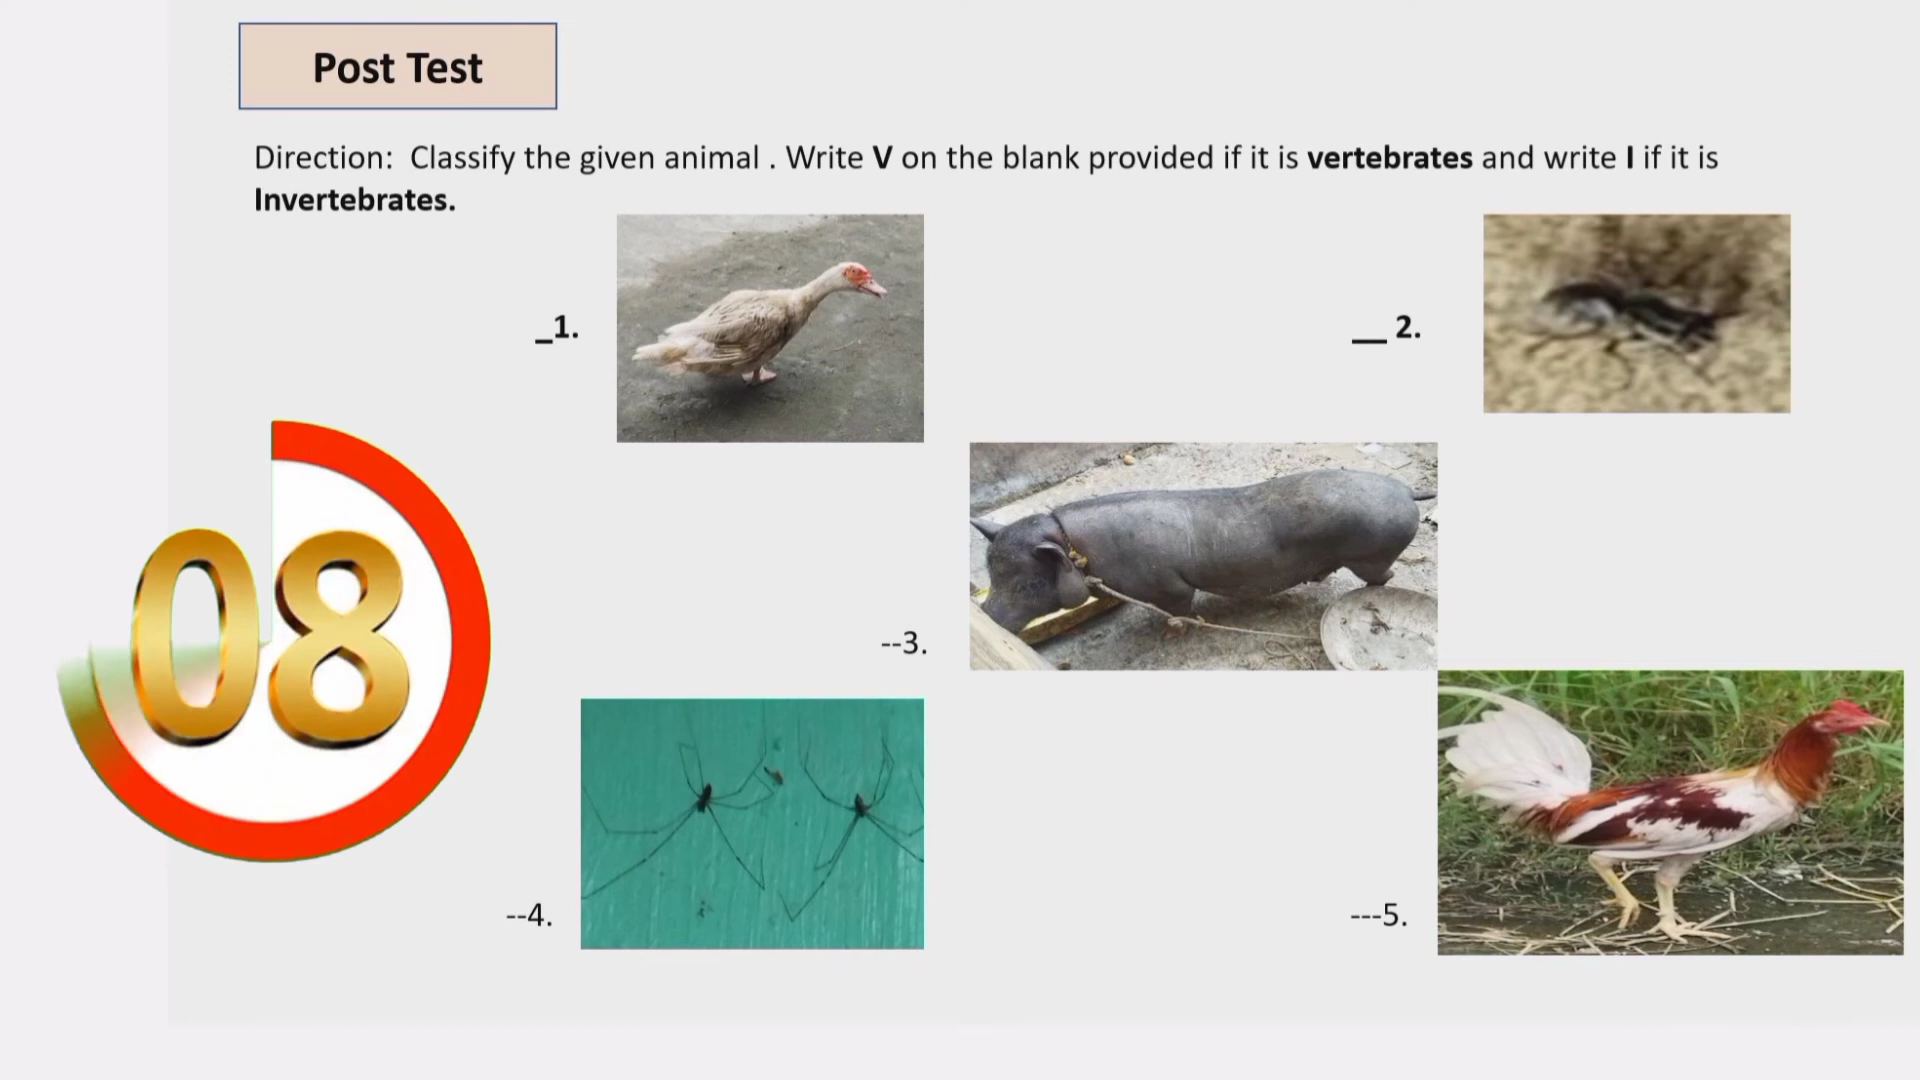 Post Test
Direction:  Classify the given animal . Write V on the blank provided if it is vertebrates and write I if it is
Invertebrates.
_1.
__ 2.
08
--3.
--4.
---5.